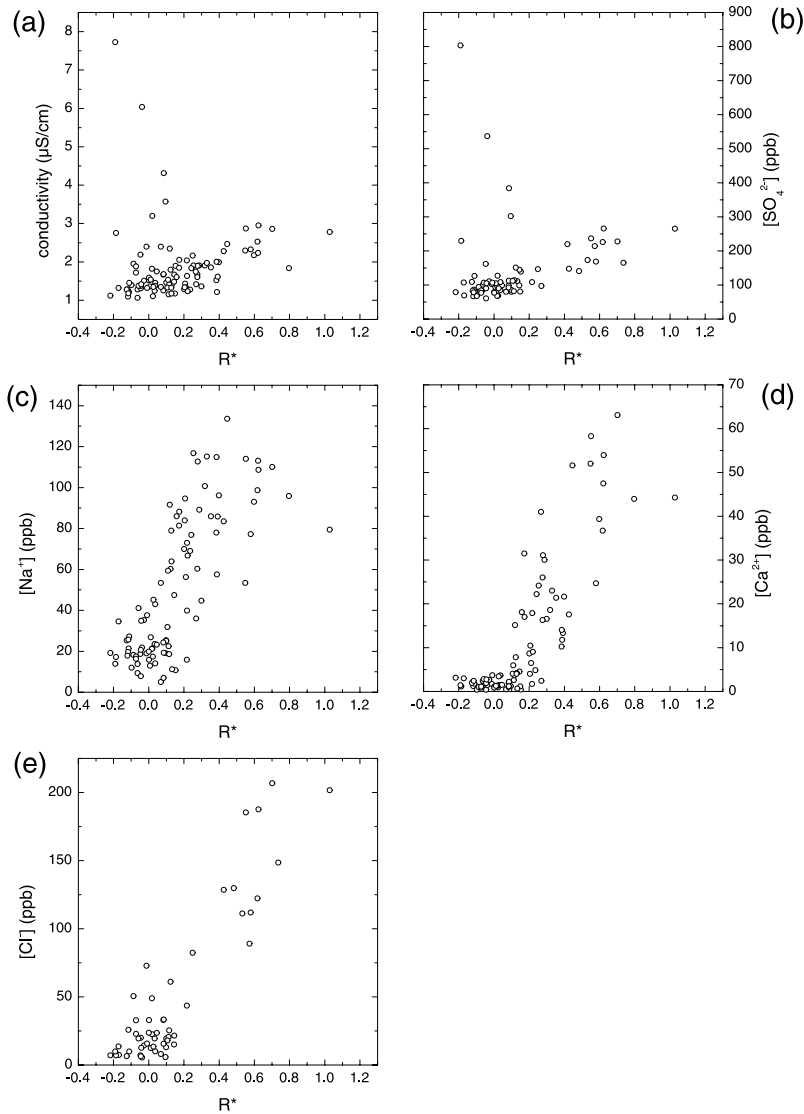 (a)
8
7
6
5
4
3
2
1
conductivity (μS/cm)
-0.4 -0.2 0.0 0.2 0.4 0.6 0.8 1.0 1.2
R*
(b)
900
800
700
600
500
400
300
200
100
0
[SO₄²⁻] (ppb)
-0.4 -0.2 0.0 0.2 0.4 0.6 0.8 1.0 1.2
R*
(c)
140
120
100
80
60
40
20
0
[Na⁺] (ppb)
-0.4 -0.2 0.0 0.2 0.4 0.6 0.8 1.0 1.2
R*
(d)
70
60
50
40
30
20
10
0
[Ca²⁺] (ppb)
-0.4 -0.2 0.0 0.2 0.4 0.6 0.8 1.0 1.2
R*
(e)
200
150
100
50
0
[Cl⁻] (ppb)
-0.4 -0.2 0.0 0.2 0.4 0.6 0.8 1.0 1.2
R*